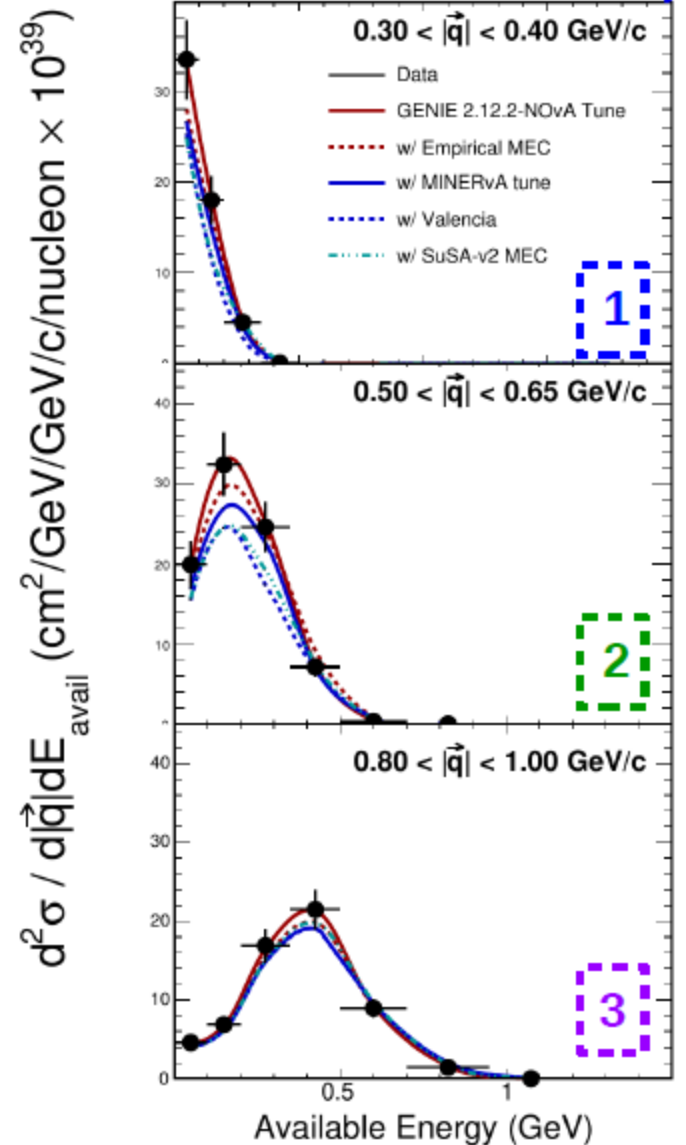 d²σ / d|q⃗|dE_avail (cm²/GeV/GeV/c/nucleon × 10³⁹)
0.30 < |q⃗| < 0.40 GeV/c
Data
GENIE 2.12.2-NOvA Tune
w/ Empirical MEC
w/ MINERvA tune
w/ Valencia
w/ SuSA-v2 MEC
30
20
10
1
0.50 < |q⃗| < 0.65 GeV/c
40
30
20
10
2
0.80 < |q⃗| < 1.00 GeV/c
40
30
20
10
0
3
0.5 1
Available Energy (GeV)